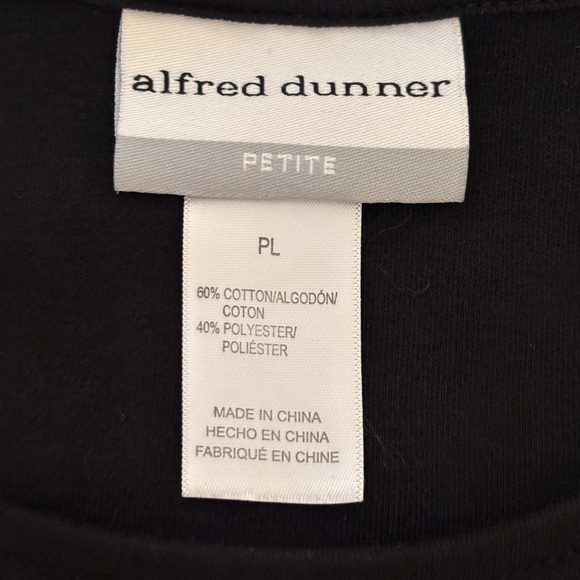 alfred dunner
PETITE
PL
60% COTTON/ALGODÓN/
COTON
40% POLYESTER/
POLIÉSTER
MADE IN CHINA
HECHO EN CHINA
FABRIQUÉ EN CHINE